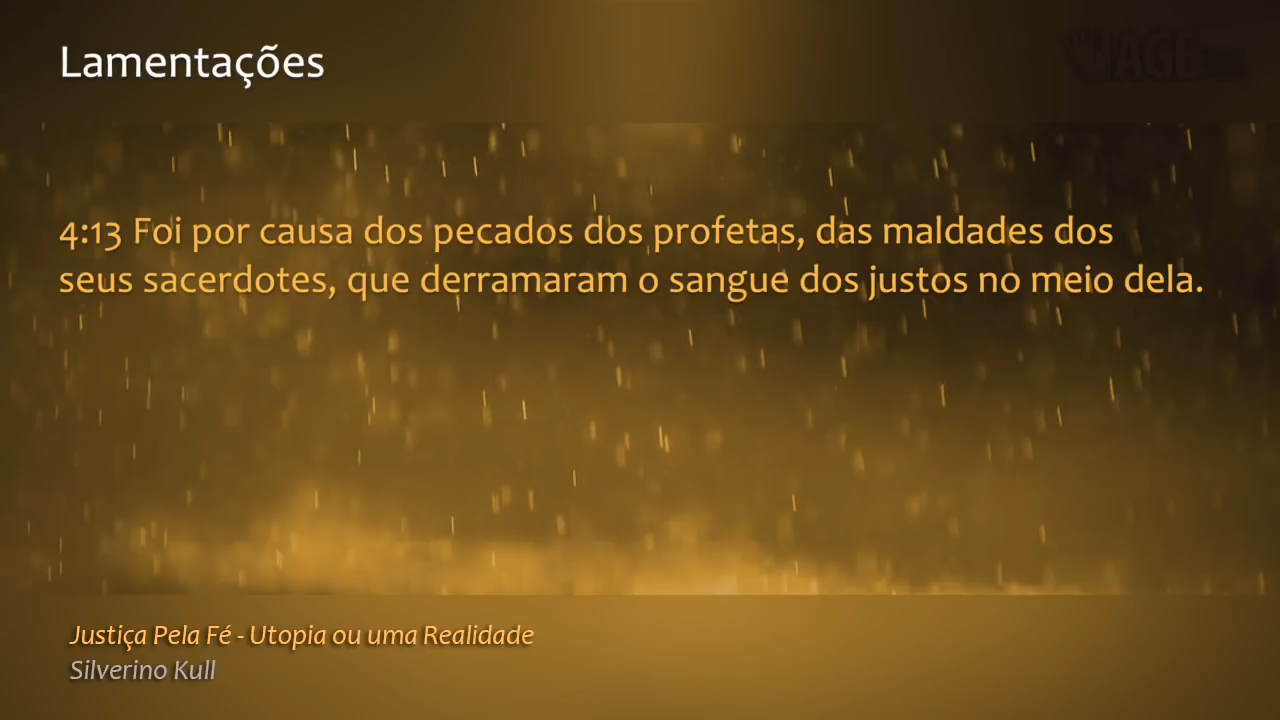 Lamentações
4:13 Foi por causa dos pecados dos profetas, das maldades dos
seus sacerdotes, que derramaram o sangue dos justos no meio dela.
Justiça Pela Fé - Utopia ou uma Realidade
Silverino Kull